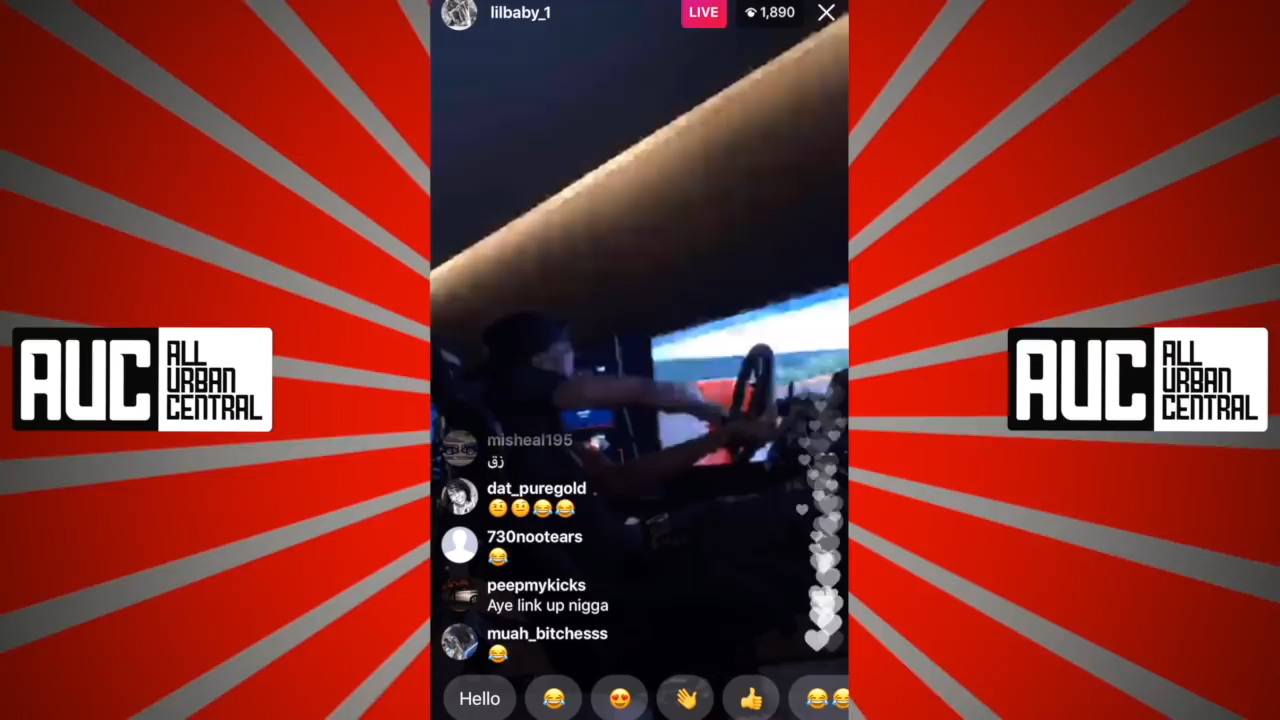 lilbaby_1
LIVE
1,890
AUC
ALL
URBAN
CENTRAL
AUC
ALL
URBAN
CENTRAL
misheal195
زق
dat_puregold
😐😐😂😂
730nootears
😂
peepmykicks
Aye link up nigga
muah_bitchesss
😂
Hello 😂 😍 👋 👍 😂😂